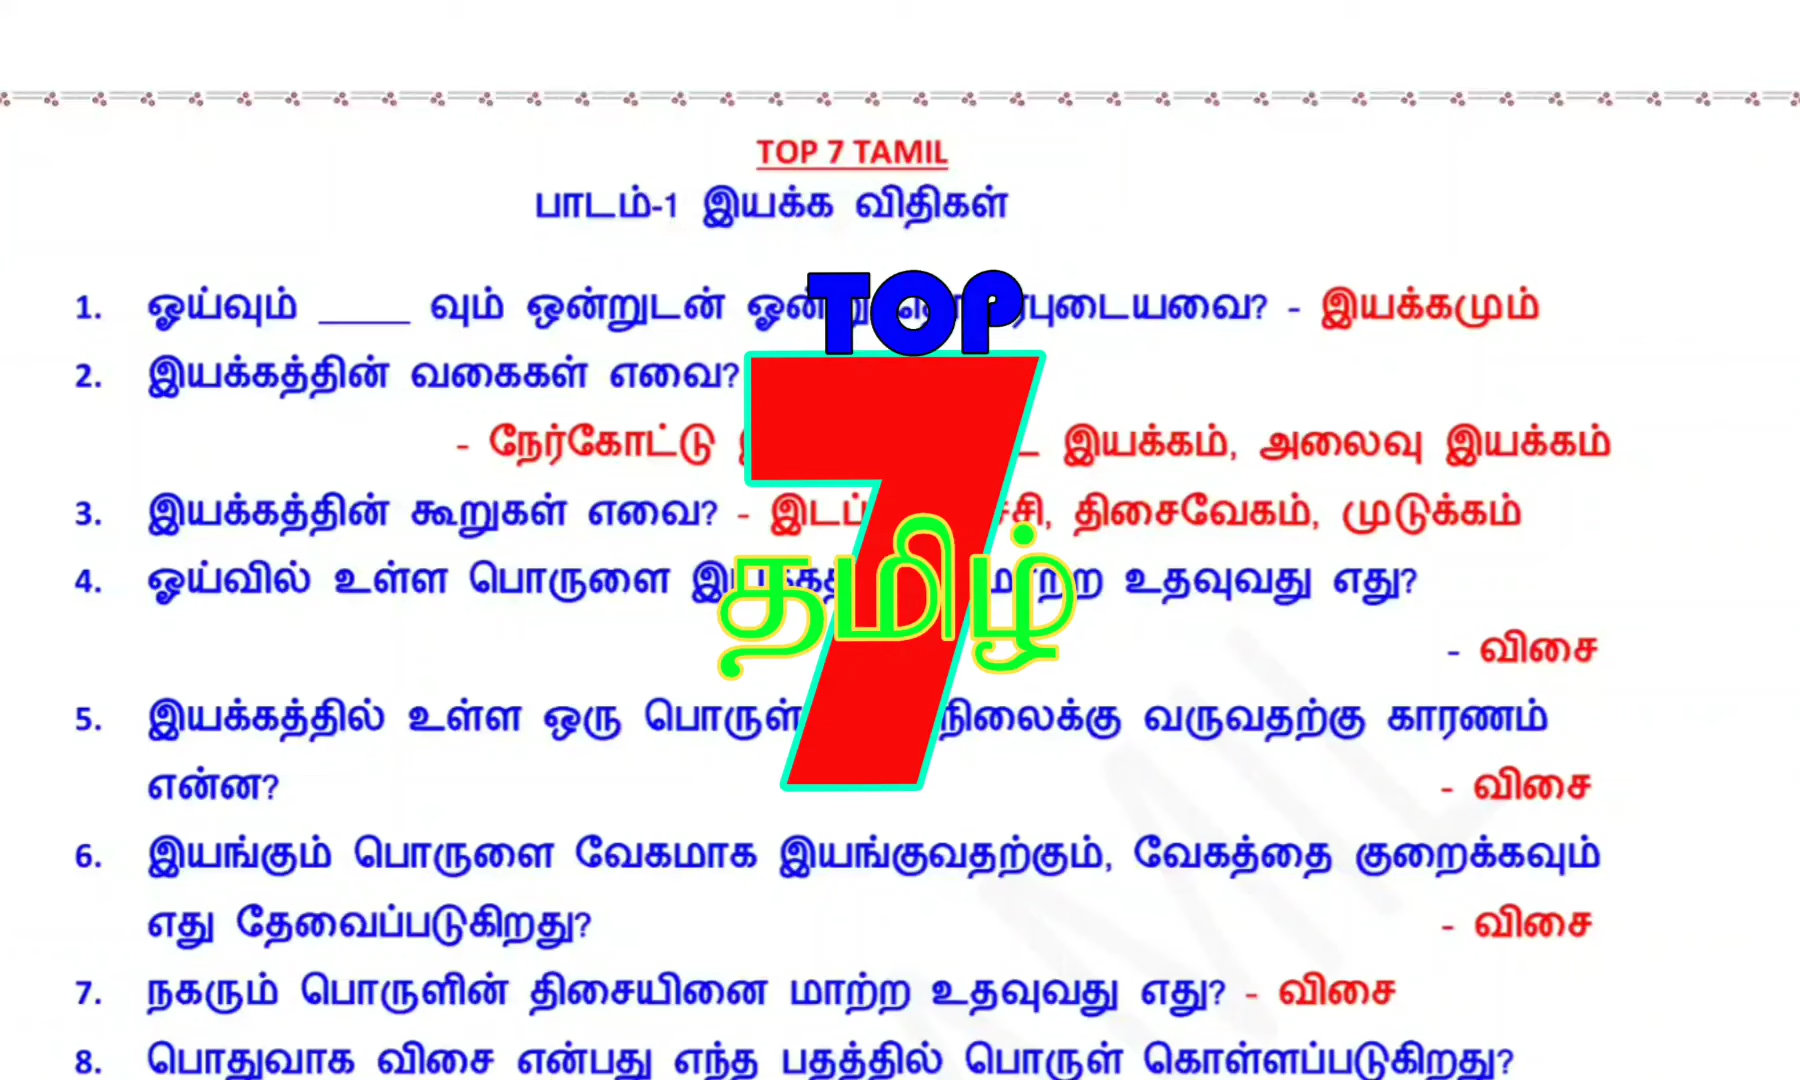 TOP 7 TAMIL
பாடம்-1 இயக்க விதிகள்
1. ஓய்வும் _____ வும் ஒன்றுடன் ? - இயக்கமும்
2. இயக்கத்தின் வகைகள் எவை?
- நேர்கோட்டு இயக்கம், அலைவு இயக்கம்
3. இயக்கத்தின் கூறுகள் எவை? - திசைவேகம், முடுக்கம்
4. ஓய்வில் உள்ள பொருளை உதவுவது எது?
- விசை
5. இயக்கத்தில் உள்ள ஒரு பொருள் வருவதற்கு காரணம்
என்ன? - விசை
6. இயங்கும் பொருளை வேகமாக இயங்குவதற்கும், வேகத்தை குறைக்கவும்
எது தேவைப்படுகிறது? - விசை
7. நகரும் பொருளின் திசையினை மாற்ற உதவுவது எது? - விசை
8. பொதுவாக விசை என்பது எந்த பதத்தில் பொருள் கொள்ளப்படுகிறது?
TOP
7
தமிழ்